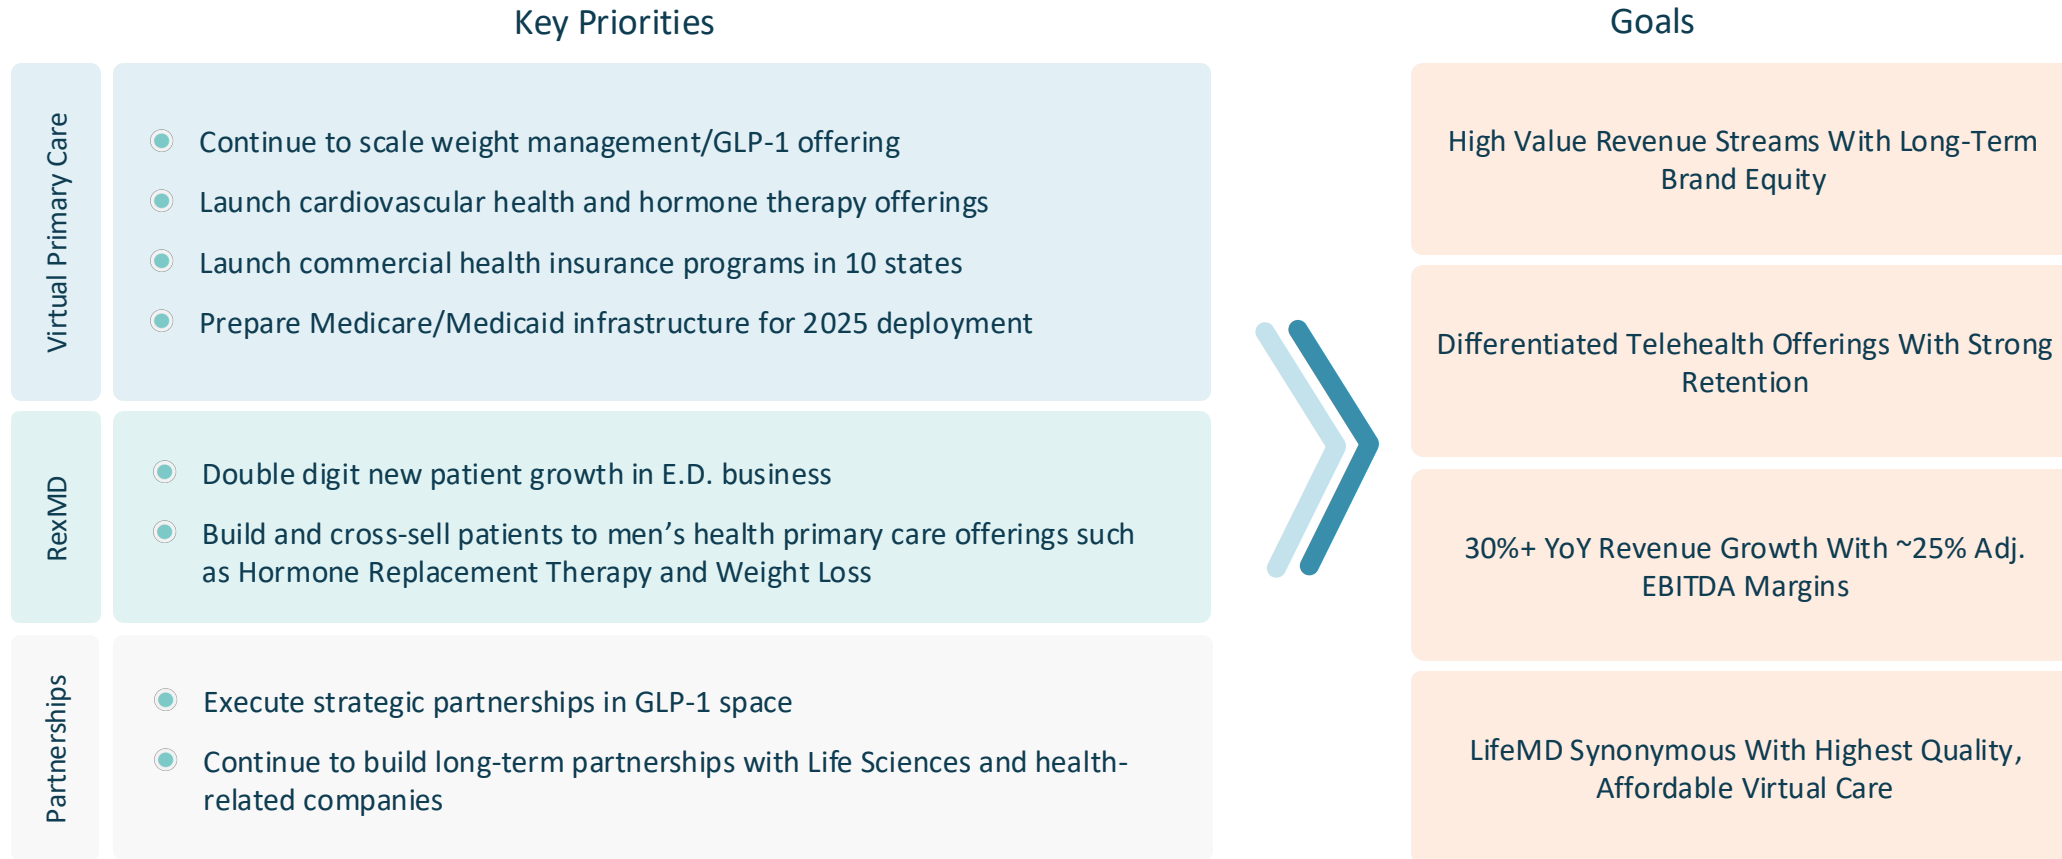 Key Priorities
Virtual Primary Care
Continue to scale weight management/GLP-1 offering
Launch cardiovascular health and hormone therapy offerings
Launch commercial health insurance programs in 10 states
Prepare Medicare/Medicaid infrastructure for 2025 deployment
RexMD
Double digit new patient growth in E.D. business
Build and cross-sell patients to men’s health primary care offerings such
as Hormone Replacement Therapy and Weight Loss
Partnerships
Execute strategic partnerships in GLP-1 space
Continue to build long-term partnerships with Life Sciences and health-
related companies
Goals
High Value Revenue Streams With Long-Term
Brand Equity
Differentiated Telehealth Offerings With Strong
Retention
30%+ YoY Revenue Growth With ~25% Adj.
EBITDA Margins
LifeMD Synonymous With Highest Quality,
Affordable Virtual Care